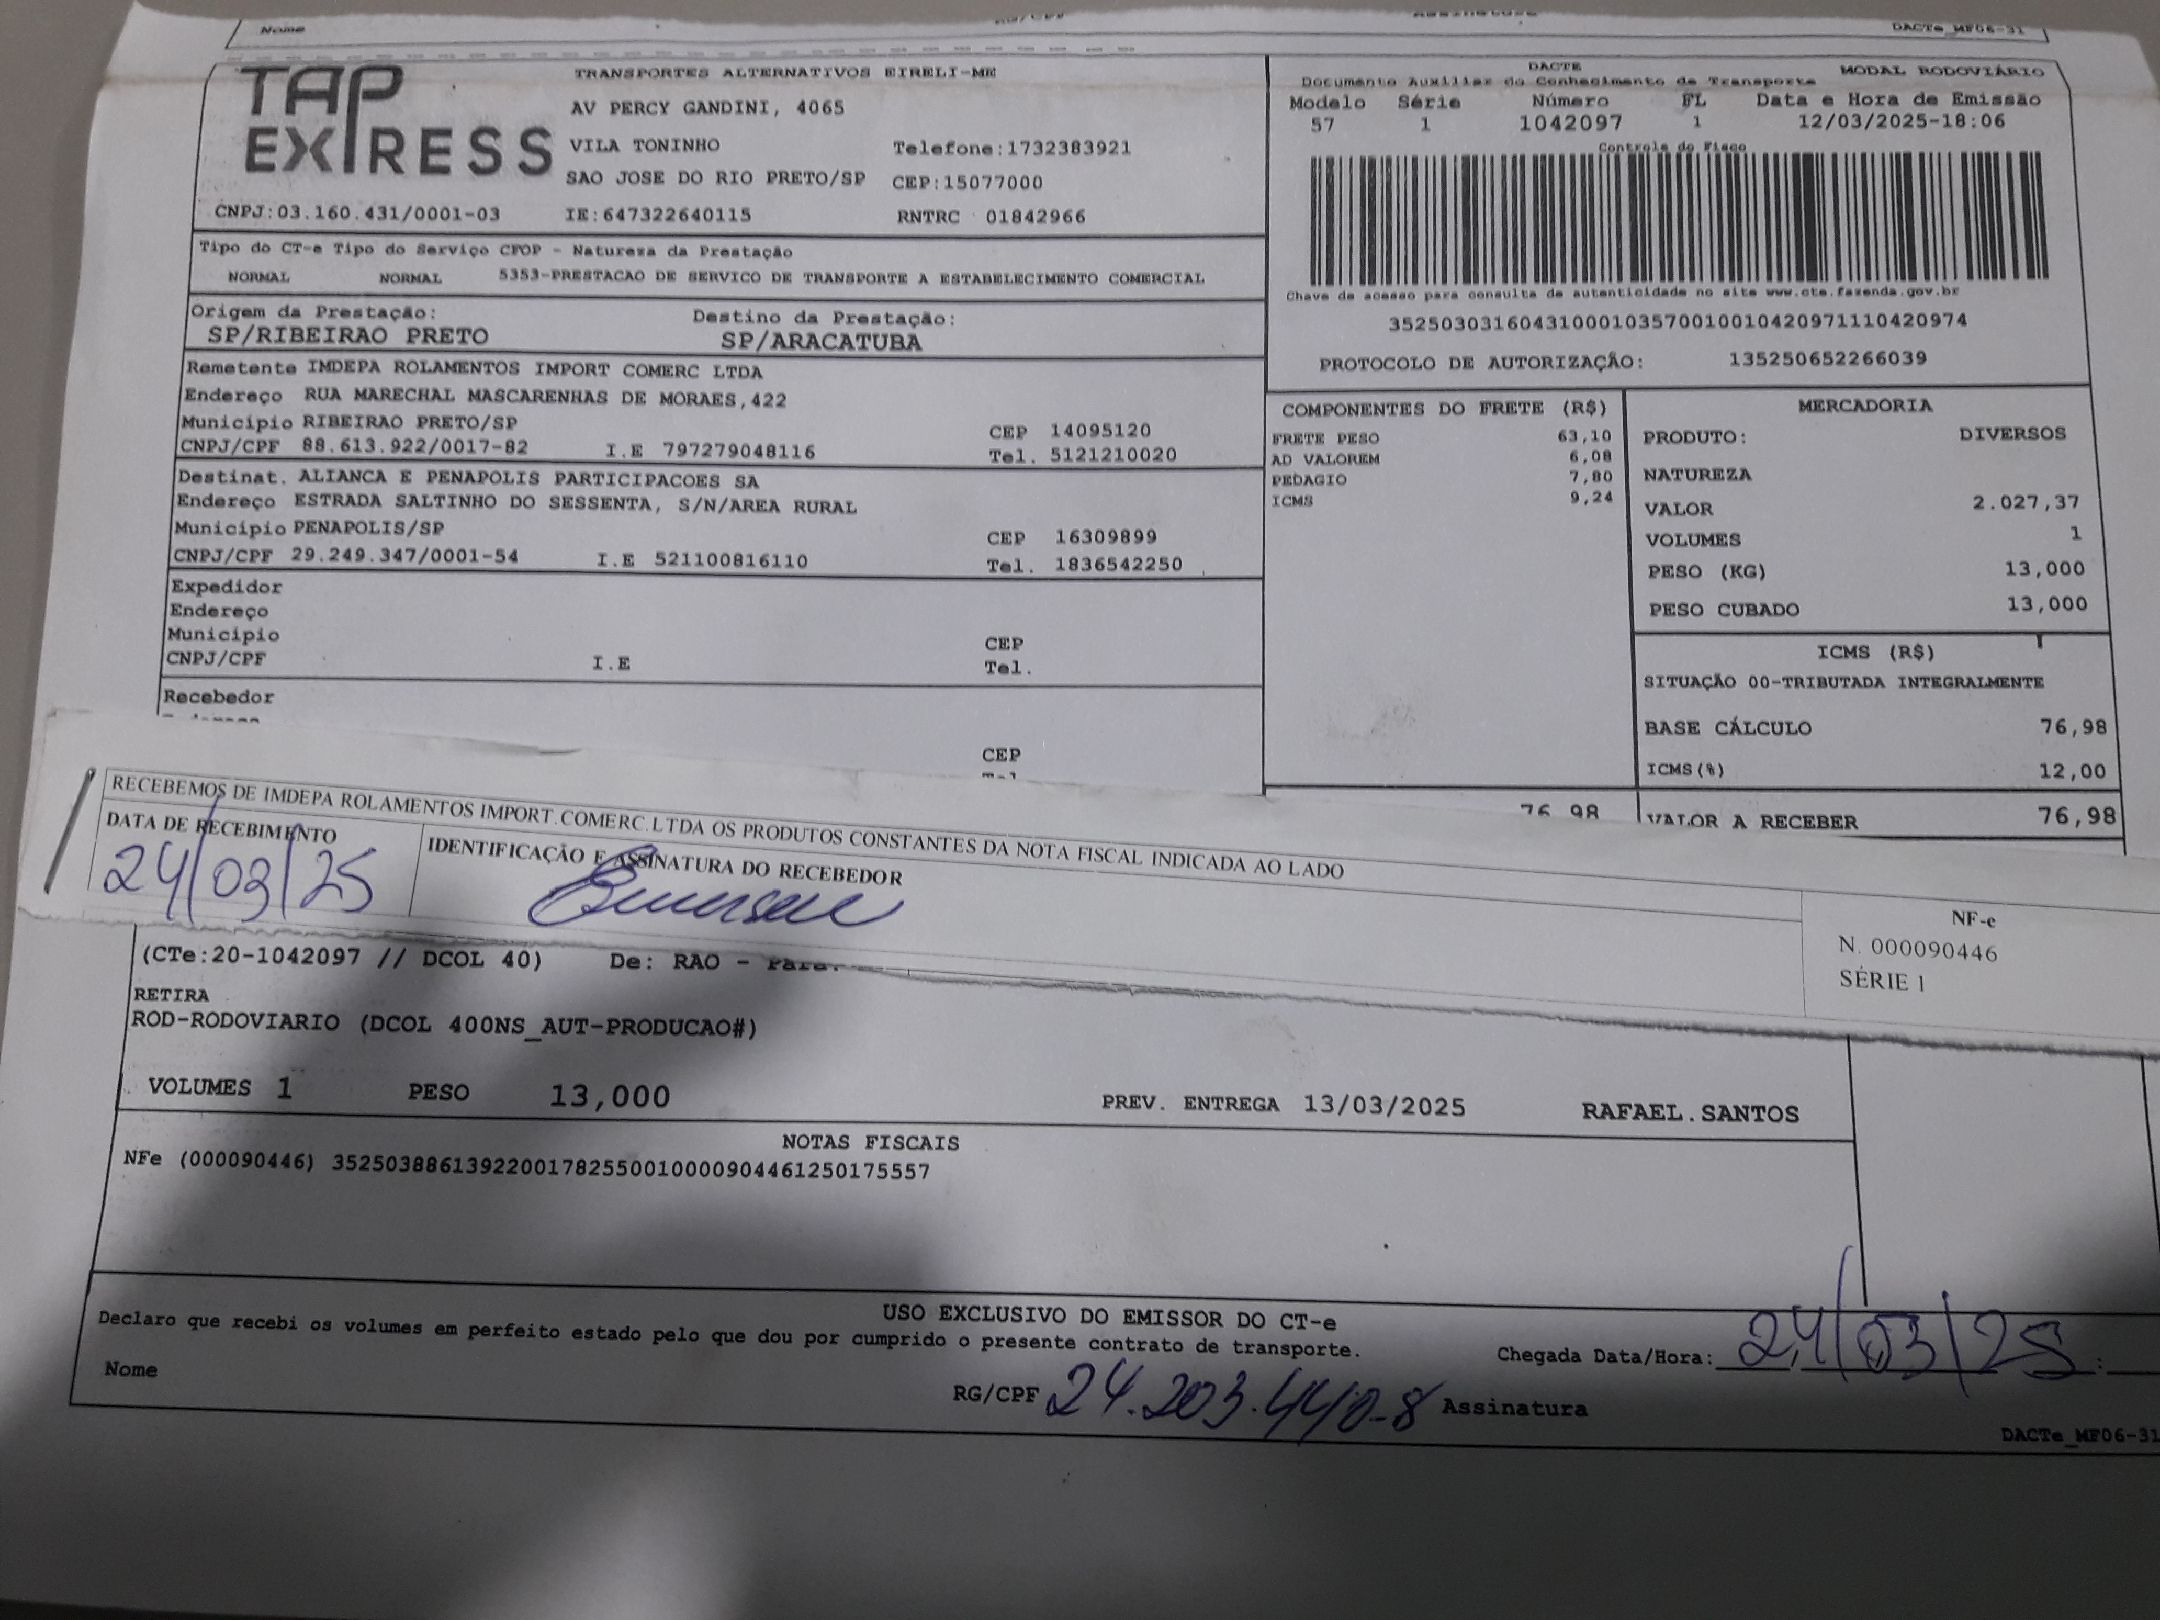 Nome
DACTe_MF06-31
TAP EXPRESS
TRANSPORTES ALTERNATIVOS EIRELI-ME
AV PERCY GANDINI, 4065
VILA TONINHO Telefone:1732383921
SAO JOSE DO RIO PRETO/SP CEP:15077000
CNPJ:03.160.431/0001-03 IE:647322640115 RNTRC 01842966
DACTE MODAL RODOVIÁRIO
Documento Auxiliar do Conhecimento de Transporte
Modelo Série Número FL Data e Hora de Emissão
57 1 1042097 1 12/03/2025-18:06
Controle do Fisco
Chave de acesso para consulta de autenticidade no site www.cte.fazenda.gov.br
35250303160431000103570010010420971110420974
PROTOCOLO DE AUTORIZAÇÃO: 135250652266039
Tipo do CT-e Tipo do Serviço CFOP - Natureza da Prestação
NORMAL NORMAL 5353-PRESTACAO DE SERVICO DE TRANSPORTE A ESTABELECIMENTO COMERCIAL
Origem da Prestação: Destino da Prestação:
SP/RIBEIRAO PRETO SP/ARACATUBA
Remetente IMDEPA ROLAMENTOS IMPORT COMERC LTDA
Endereço RUA MARECHAL MASCARENHAS DE MORAES,422
Município RIBEIRAO PRETO/SP CEP 14095120
CNPJ/CPF 88.613.922/0017-82 I.E 797279048116 Tel. 5121210020
Destinat. ALIANCA E PENAPOLIS PARTICIPACOES SA
Endereço ESTRADA SALTINHO DO SESSENTA, S/N/AREA RURAL
Município PENAPOLIS/SP CEP 16309899
CNPJ/CPF 29.249.347/0001-54 I.E 521100816110 Tel. 1836542250
Expedidor
Endereço
Município CEP
CNPJ/CPF I.E Tel.
Recebedor
CEP
COMPONENTES DO FRETE (R$)
FRETE PESO 63,10
AD VALOREM 6,08
PEDAGIO 7,80
ICMS 9,24
76,98
MERCADORIA
PRODUTO: DIVERSOS
NATUREZA
VALOR 2.027,37
VOLUMES 1
PESO (KG) 13,000
PESO CUBADO 13,000
ICMS (R$)
SITUAÇÃO 00-TRIBUTADA INTEGRALMENTE
BASE CÁLCULO 76,98
ICMS(%) 12,00
VALOR A RECEBER 76,98
RECEBEMOS DE IMDEPA ROLAMENTOS IMPORT.COMERC.LTDA OS PRODUTOS CONSTANTES DA NOTA FISCAL INDICADA AO LADO
DATA DE RECEBIMENTO IDENTIFICAÇÃO E ASSINATURA DO RECEBEDOR
24/03/25
NF-e
N. 000090446
SÉRIE 1
(CTe:20-1042097 // DCOL 40) De: RAO - Para:
RETIRA
ROD-RODOVIARIO (DCOL 400NS_AUT-PRODUCAO#)
VOLUMES 1 PESO 13,000 PREV. ENTREGA 13/03/2025 RAFAEL.SANTOS
NOTAS FISCAIS
NFe (000090446) 35250388613922001782550010000904461250175557
USO EXCLUSIVO DO EMISSOR DO CT-e
Declaro que recebi os volumes em perfeito estado pelo que dou por cumprido o presente contrato de transporte.
Chegada Data/Hora: 24/03/25 :
Nome RG/CPF 24.203.440-8 Assinatura
DACTe_MF06-31